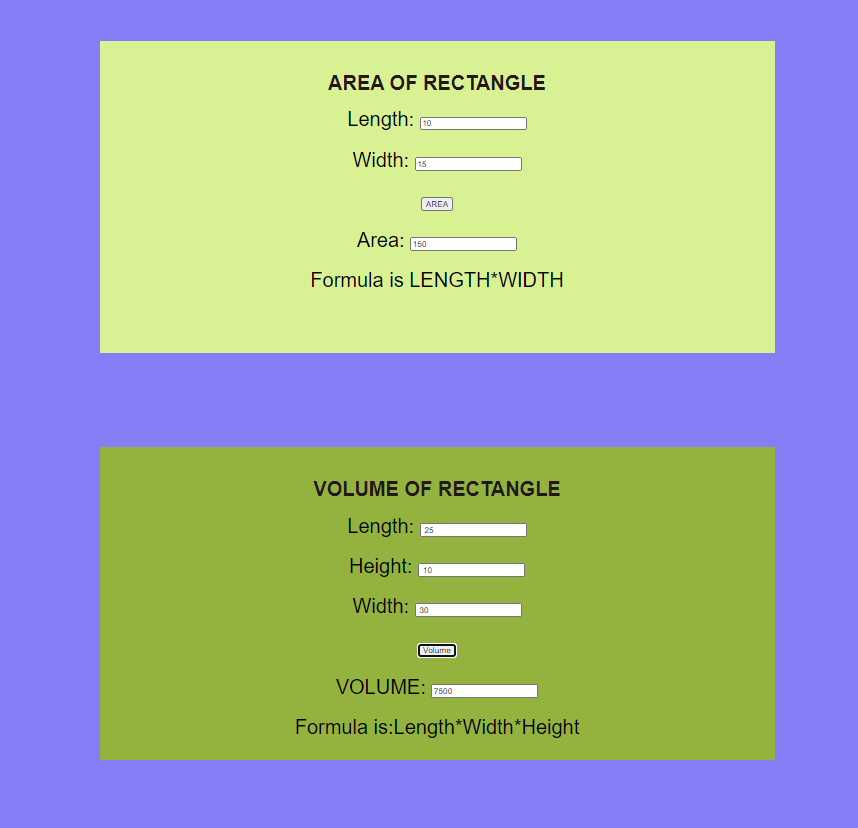 AREA OF RECTANGLE
Length: 10
Width: 15
AREA
Area: 150
Formula is LENGTH*WIDTH
VOLUME OF RECTANGLE
Length: 25
Height: 10
Width: 30
Volume
VOLUME: 7500
Formula is:Length*Width*Height